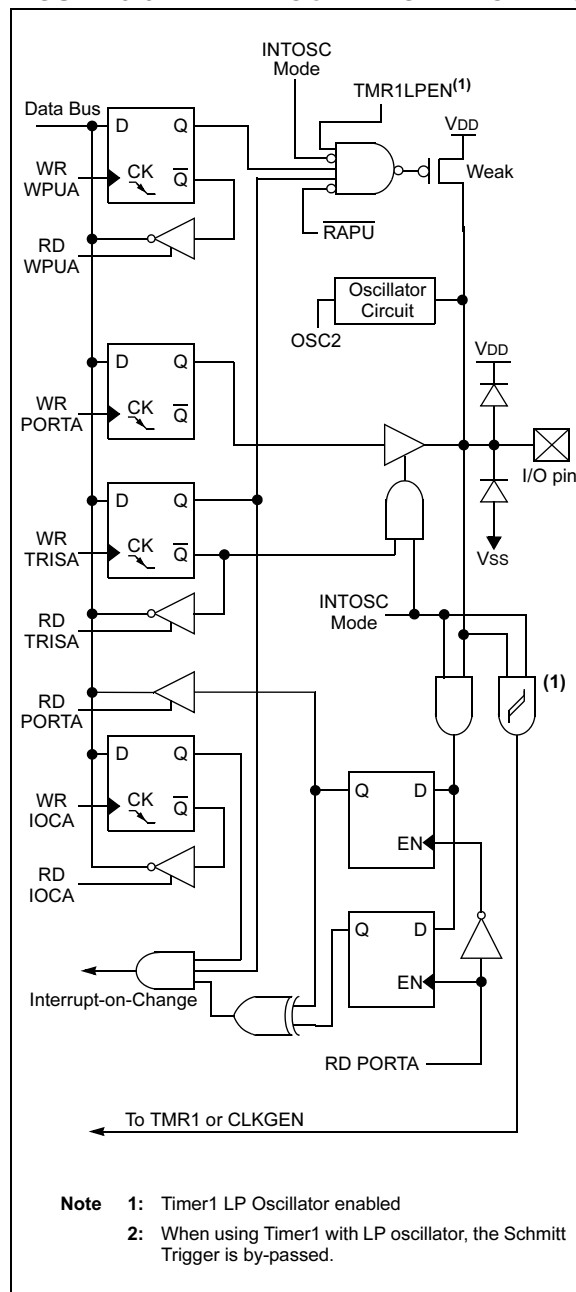 INTOSC
Mode
TMR1LPEN(1)
Data Bus
D Q
VDD
WR
WPUA
CK Q
Weak
RD
WPUA
RAPU
Oscillator
Circuit
OSC2
VDD
D Q
WR
PORTA
CK Q
I/O pin
D Q
WR
TRISA
CK Q
VSS
INTOSC
Mode
RD
TRISA
(1)
RD
PORTA
D Q
WR
IOCA
CK Q
Q D
EN
RD
IOCA
Q D
EN
Interrupt-on-Change
RD PORTA
To TMR1 or CLKGEN
Note 1: Timer1 LP Oscillator enabled
2: When using Timer1 with LP oscillator, the Schmitt
Trigger is by-passed.